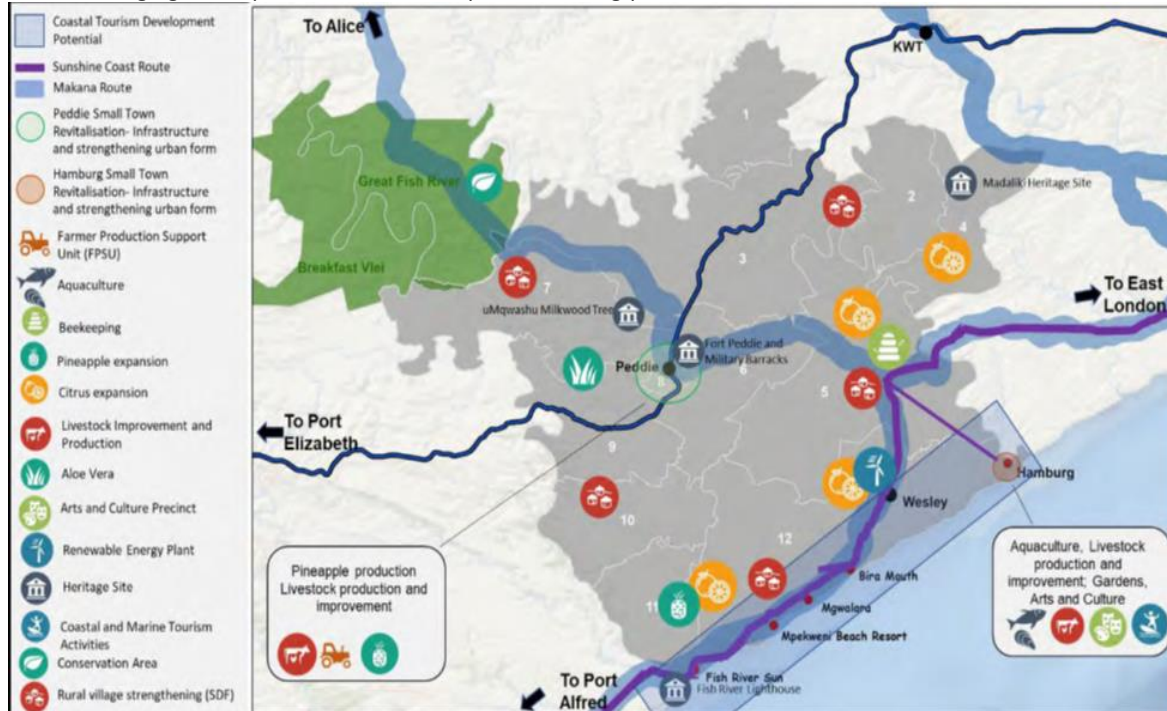 Coastal Tourism Development
Potential
Sunshine Coast Route
Makana Route
Peddie Small Town
Revitalisation- Infrastructure
and strengthening urban form
Hamburg Small Town
Revitalisation- Infrastructure
and strengthening urban form
Farmer Production Support
Unit (FPSU)
Aquaculture
Beekeeping
Pineapple expansion
Citrus expansion
Livestock Improvement and
Production
Aloe Vera
Arts and Culture Precinct
Renewable Energy Plant
Heritage Site
Coastal and Marine Tourism
Activities
Conservation Area
Rural village strengthening (SDF)
To Alice
KWT
1
Great Fish River
2
Madaliki Heritage Site
4
3
Breakfast Vlei
7
To East
London
uMqwashu Milkwood Tree
Fort Peddie and
Military Barracks
Peddie
8
6
5
To Port
Elizabeth
9
Hamburg
Wesley
10
12
Pineapple production
Livestock production and
improvement
Aquaculture, Livestock
production and
improvement; Gardens,
Arts and Culture
Bira Mouth
11
Mgwalqra
Mpekweni Beach Resort
Fish River Sun
Fish River Lighthouse
To Port
Alfred